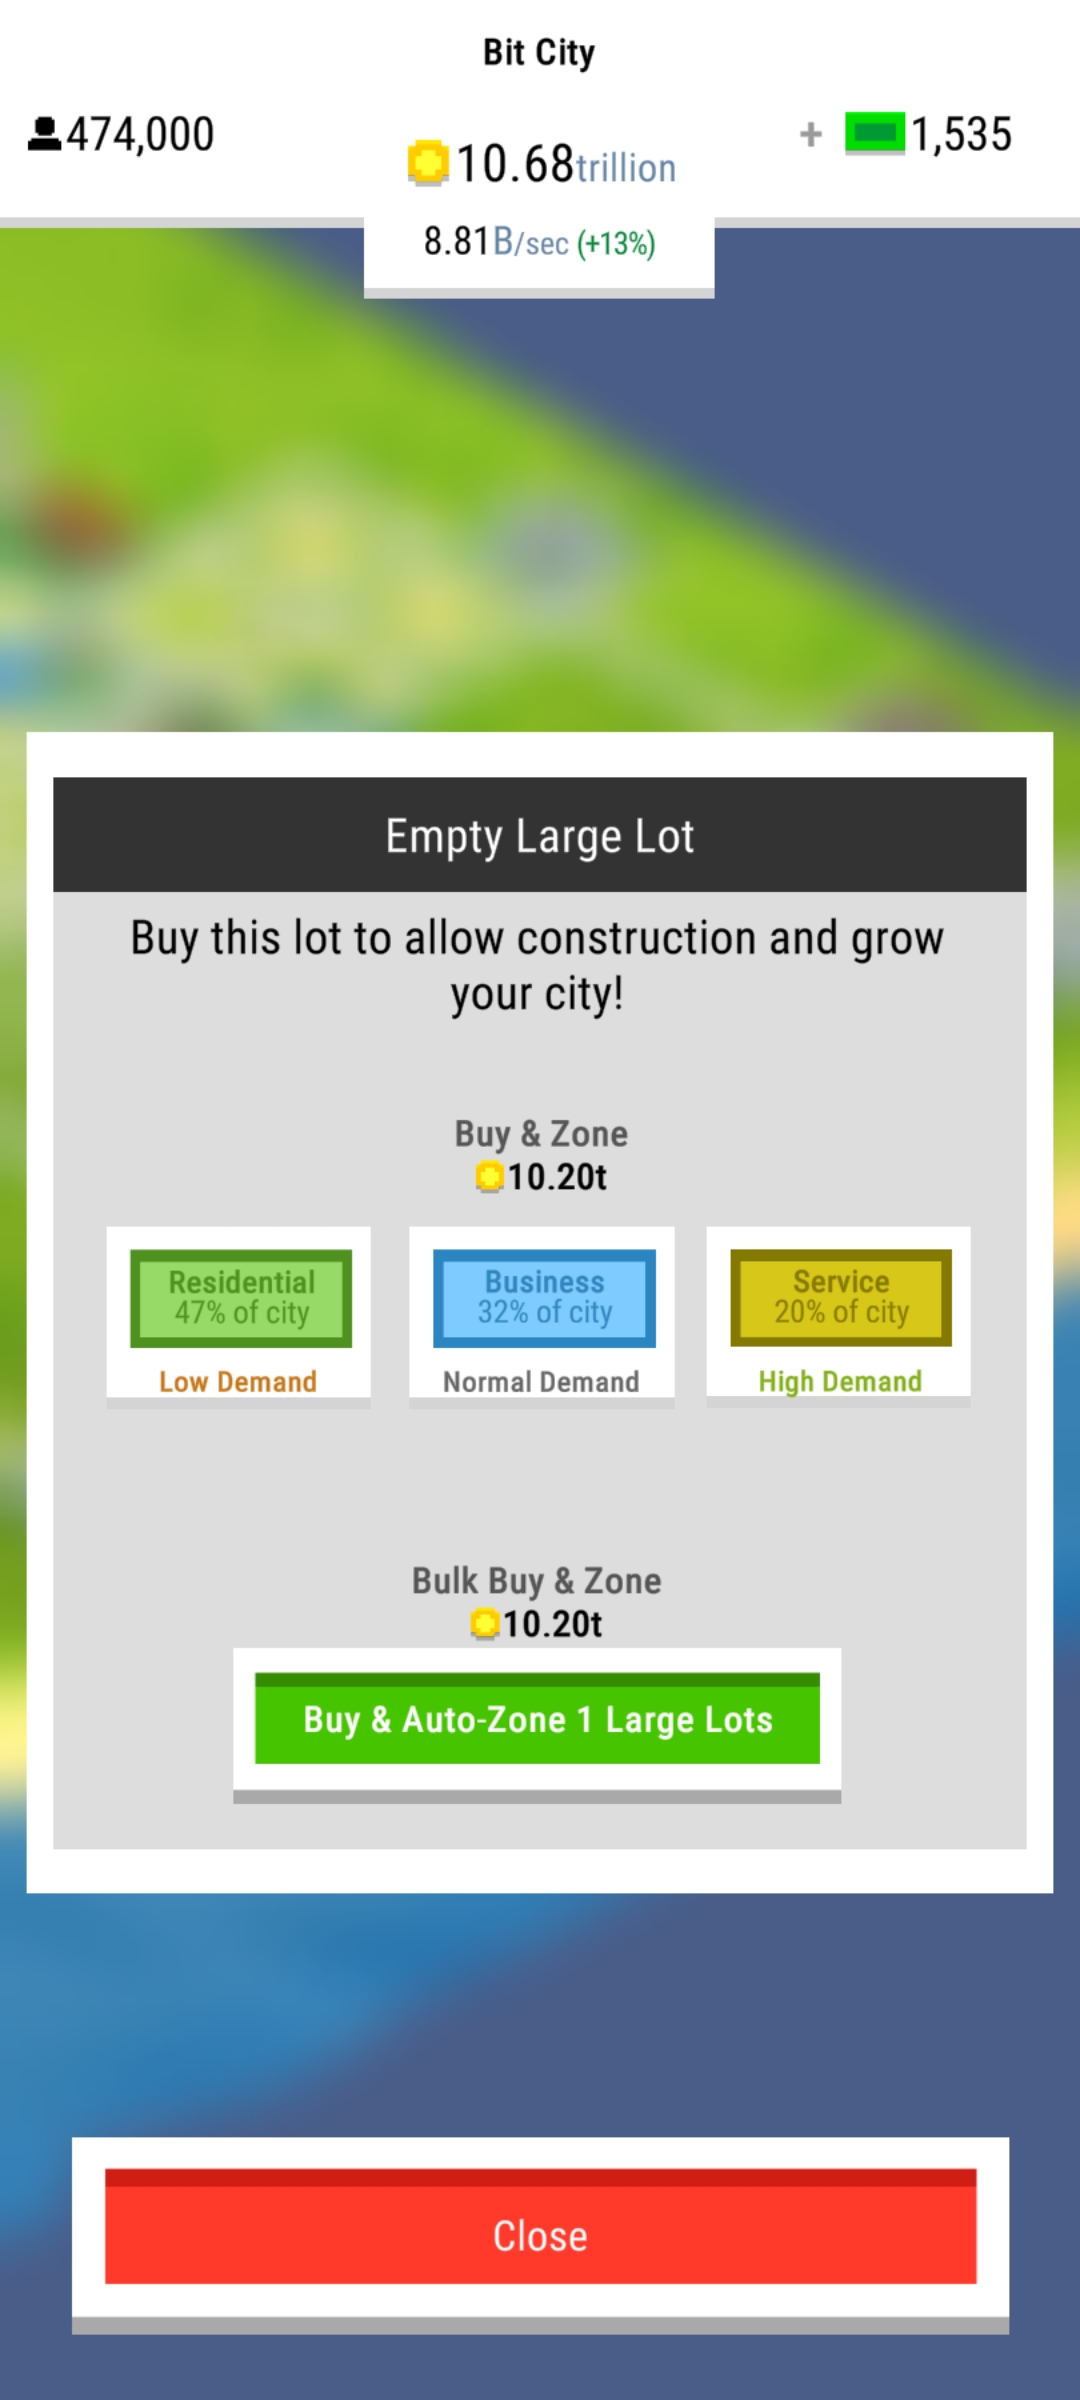 Bit City
474,000
10.68trillion
+ 1,535
8.81B/sec (+13%)
Empty Large Lot
Buy this lot to allow construction and grow
your city!
Buy & Zone
10.20t
Residential
47% of city
Low Demand
Business
32% of city
Normal Demand
Service
20% of city
High Demand
Bulk Buy & Zone
10.20t
Buy & Auto-Zone 1 Large Lots
Close